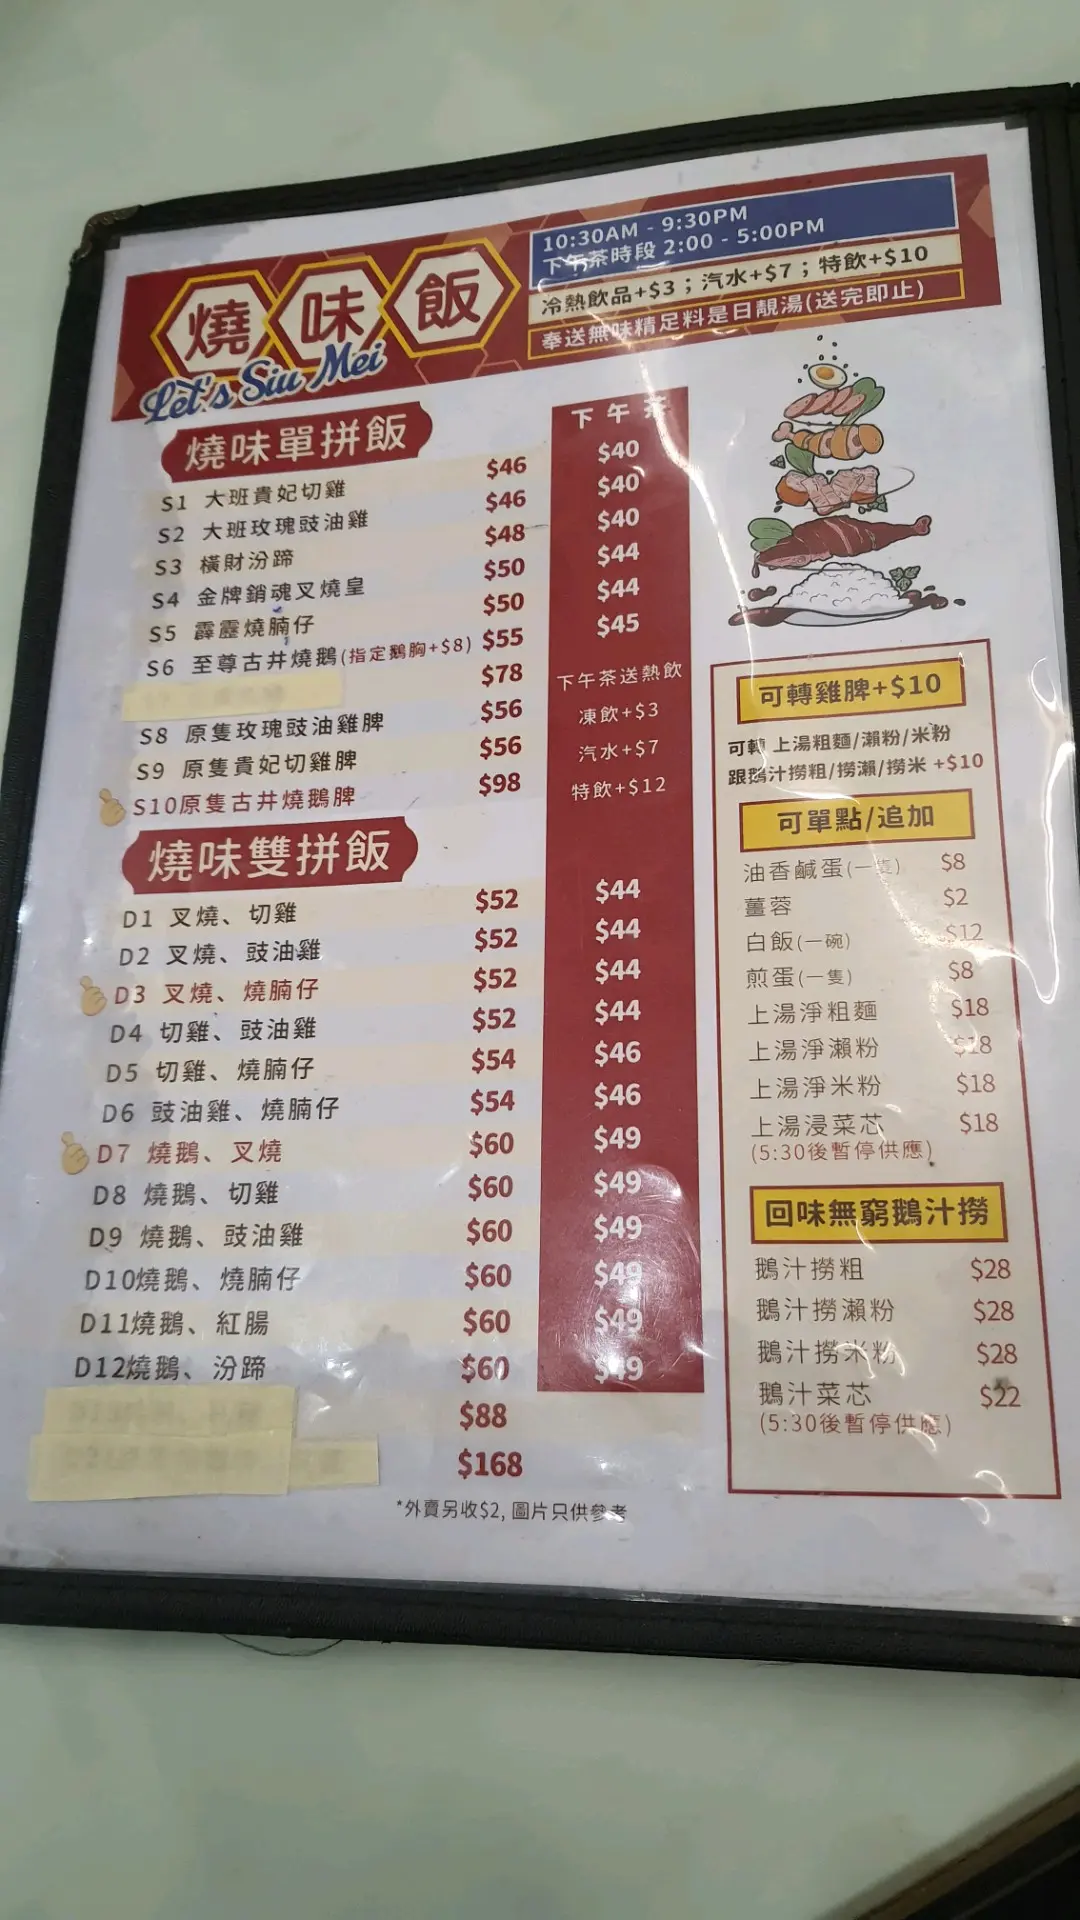 燒味飯
Let's Siu Mei
10:30AM - 9:30PM
下午茶時段 2:00 - 5:00PM
冷熱飲品+$3；汽水+$7；特飲+$10
奉送無味精足料是日靚湯(送完即止)
燒味單拼飯
下午茶
S1 大班貴妃切雞 $46 $40
S2 大班玫瑰豉油雞 $46 $40
S3 橫財汾蹄 $48 $40
S4 金牌銷魂叉燒皇 $50 $44
S5 霹靂燒腩仔 $50 $44
S6 至尊古井燒鵝(指定鵝胸+$8) $55 $45
$78
S8 原隻玫瑰豉油雞脾 $56
S9 原隻貴妃切雞脾 $56
S10原隻古井燒鵝脾 $98
下午茶送熱飲
凍飲+$3
汽水+$7
特飲+$12
燒味雙拼飯
D1 叉燒、切雞 $52 $44
D2 叉燒、豉油雞 $52 $44
D3 叉燒、燒腩仔 $52 $44
D4 切雞、豉油雞 $52 $44
D5 切雞、燒腩仔 $54 $46
D6 豉油雞、燒腩仔 $54 $46
D7 燒鵝、叉燒 $60 $49
D8 燒鵝、切雞 $60 $49
D9 燒鵝、豉油雞 $60 $49
D10燒鵝、燒腩仔 $60 $49
D11燒鵝、紅腸 $60 $49
D12燒鵝、汾蹄 $60 $49
$88
$168
*外賣另收$2, 圖片只供參考
可轉雞脾+$10
可轉 上湯粗麵/瀨粉/米粉
跟鵝汁撈粗/撈瀨/撈米 +$10
可單點/追加
油香鹹蛋(一隻) $8
薑蓉 $2
白飯(一碗) $12
煎蛋(一隻) $8
上湯淨粗麵 $18
上湯淨瀨粉 $18
上湯淨米粉 $18
上湯浸菜芯 $18
(5:30後暫停供應)
回味無窮鵝汁撈
鵝汁撈粗 $28
鵝汁撈瀨粉 $28
鵝汁撈米粉 $28
鵝汁菜芯 $22
(5:30後暫停供應)